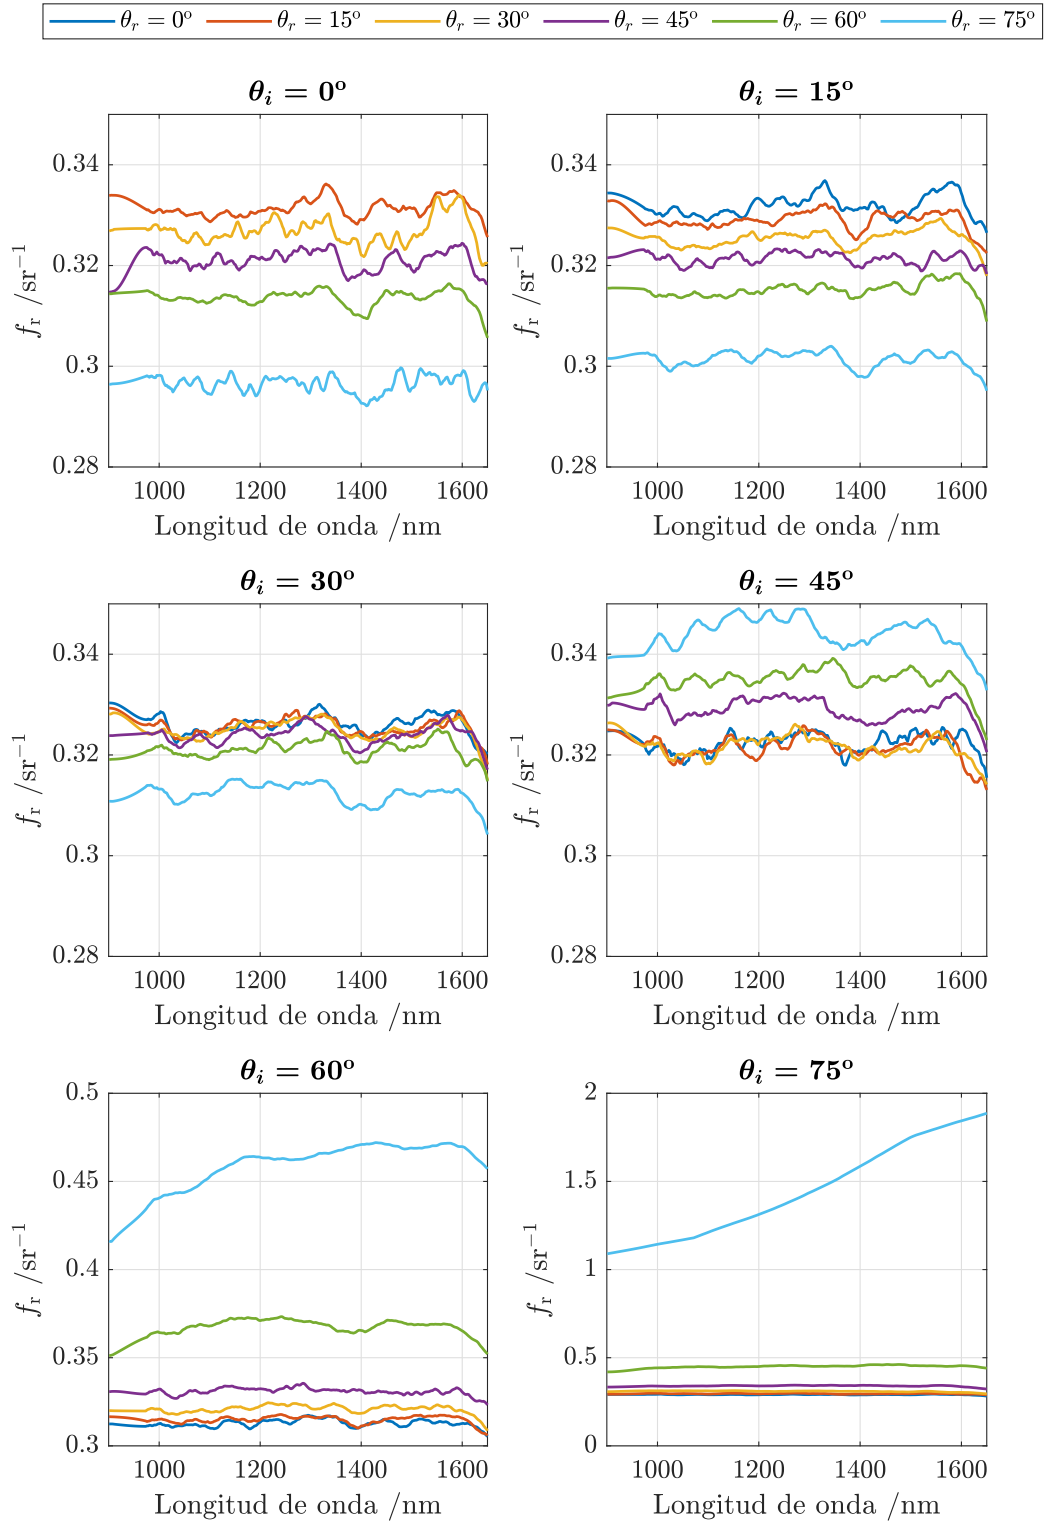 θr = 0º θr = 15º θr = 30º θr = 45º θr = 60º θr = 75º
θi = 0º
0.34
0.32
0.3
0.28
fr /sr−1
1000 1200 1400 1600
Longitud de onda /nm
θi = 15º
0.34
0.32
0.3
0.28
fr /sr−1
1000 1200 1400 1600
Longitud de onda /nm
θi = 30º
0.34
0.32
0.3
0.28
fr /sr−1
1000 1200 1400 1600
Longitud de onda /nm
θi = 45º
0.34
0.32
0.3
0.28
fr /sr−1
1000 1200 1400 1600
Longitud de onda /nm
θi = 60º
0.5
0.45
0.4
0.35
0.3
fr /sr−1
1000 1200 1400 1600
Longitud de onda /nm
θi = 75º
2
1.5
1
0.5
0
fr /sr−1
1000 1200 1400 1600
Longitud de onda /nm